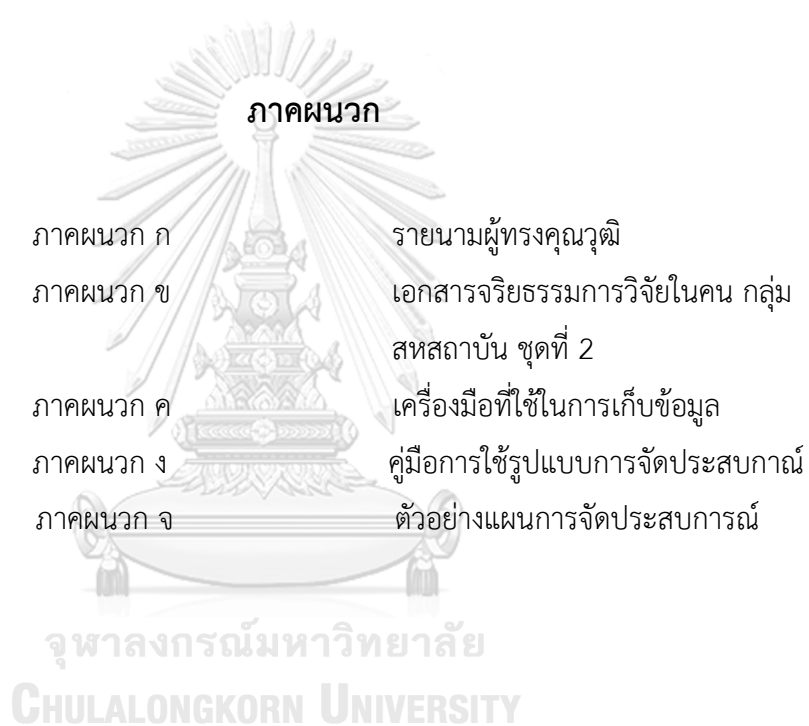 ภาคผนวก
ภาคผนวก ก รายนามผู้ทรงคุณวุฒิ
ภาคผนวก ข เอกสารจริยธรรมการวิจัยในคน กลุ่ม
สหสถาบัน ชุดที่ 2
ภาคผนวก ค เครื่องมือที่ใช้ในการเก็บข้อมูล
ภาคผนวก ง คู่มือการใช้รูปแบบการจัดประสบกาณ์
ภาคผนวก จ ตัวอย่างแผนการจัดประสบการณ์
จุฬาลงกรณ์มหาวิทยาลัย
CHULALONGKORN UNIVERSITY